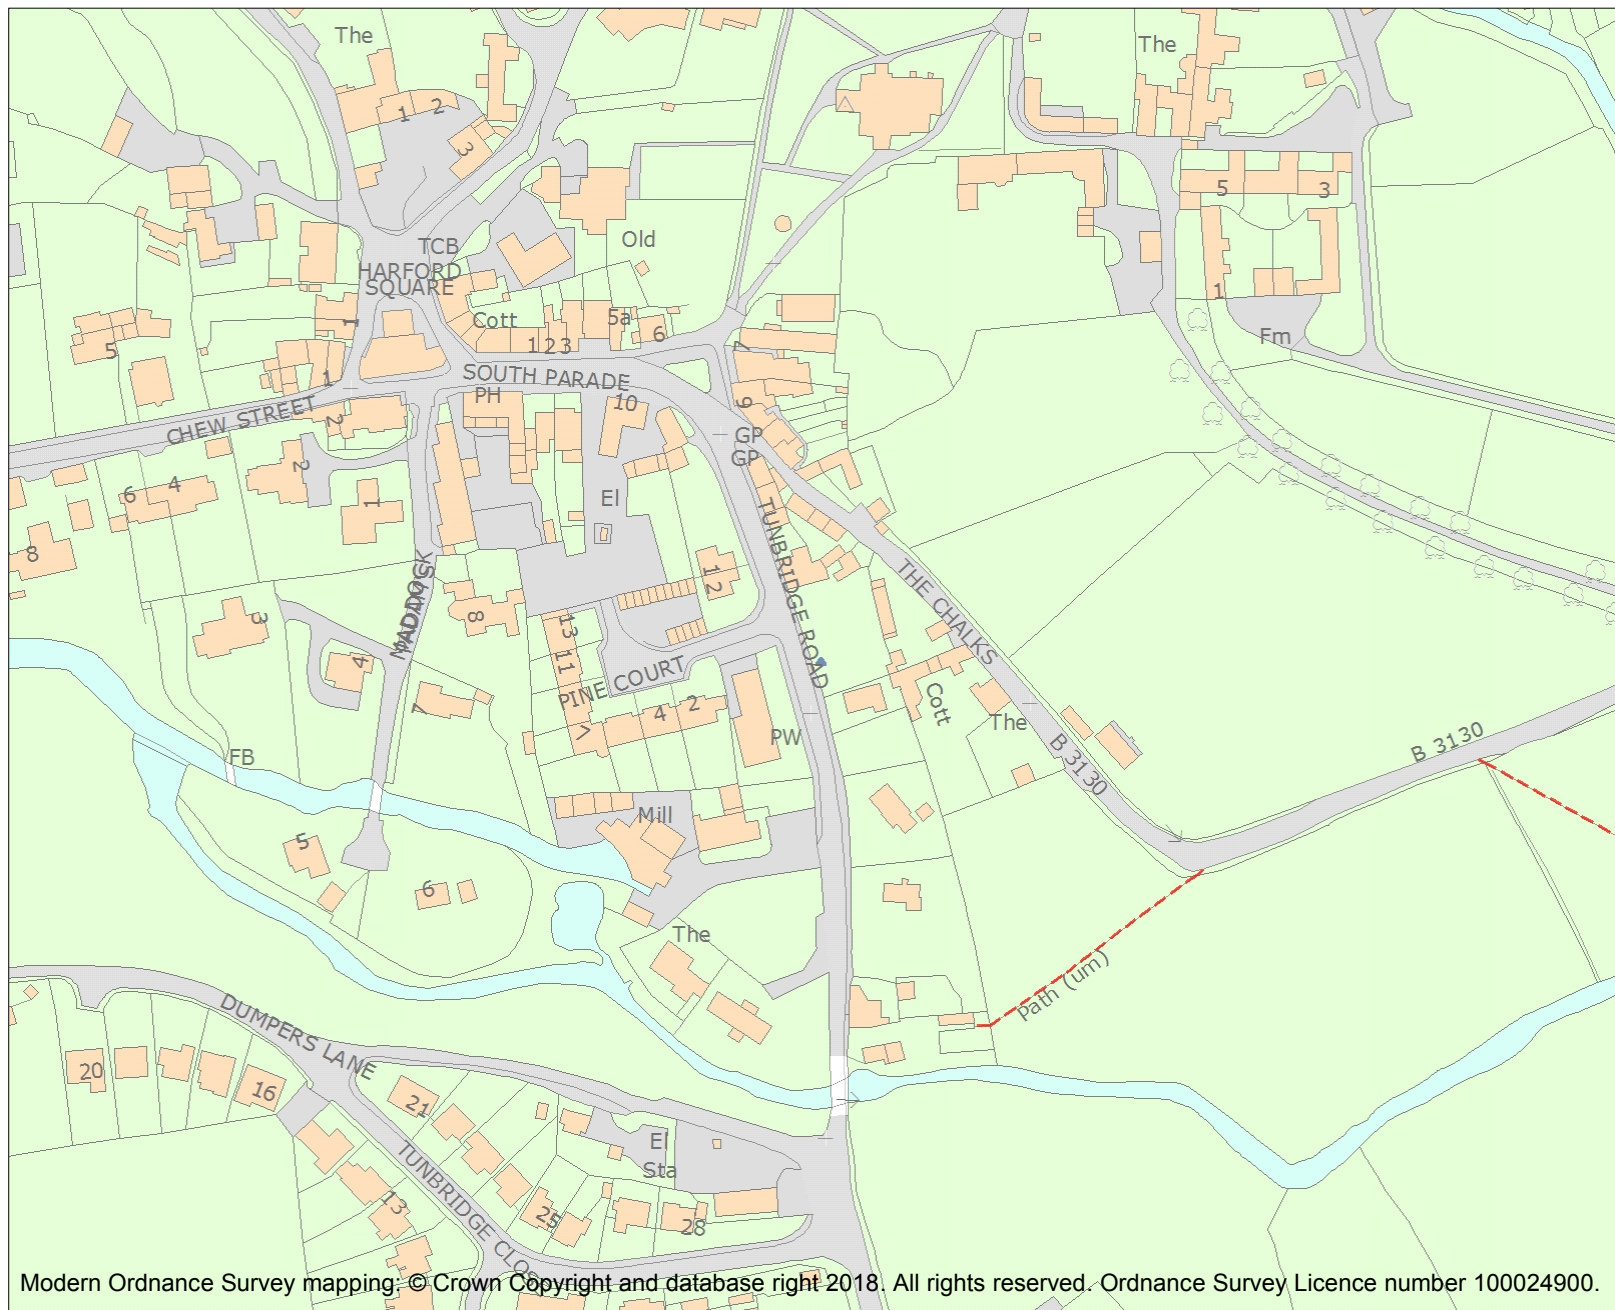 The
The
1
2
3
5
3
TCB
Old
HARFORD
SQUARE
1
Cott
5a
6
1 2 3
4
1
Fm
5
SOUTH PARADE
1
PH
10
9
CHEW STREET
2
GP
GP
2
4
6
1
El
8
TUNBRIDGE ROAD
THE CHALKS
MADDOCK
12
8
13
3
11
4
PINE COURT
7
4
2
7
Cott
The
PW
FB
B 3130
B 3130
Mill
5
6
The
Path (um)
DUMPERS LANE
20
16
21
El
Sta
TUNBRIDGE CLOSE
13
25
28
Modern Ordnance Survey mapping: © Crown Copyright and database right 2018. All rights reserved. Ordnance Survey Licence number 100024900.